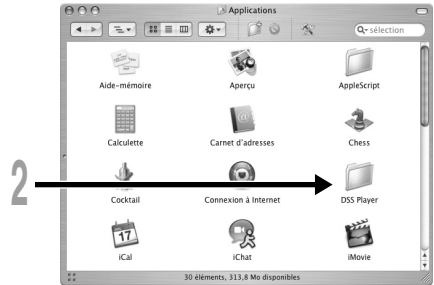 Applications
sélection
Aide-mémoire
Aperçu
AppleScript
Calculette
Carnet d'adresses
Chess
2
Cocktail
Connexion à Internet
DSS Player
17
iCal
iChat
iMovie
30 éléments, 313,8 Mo disponibles